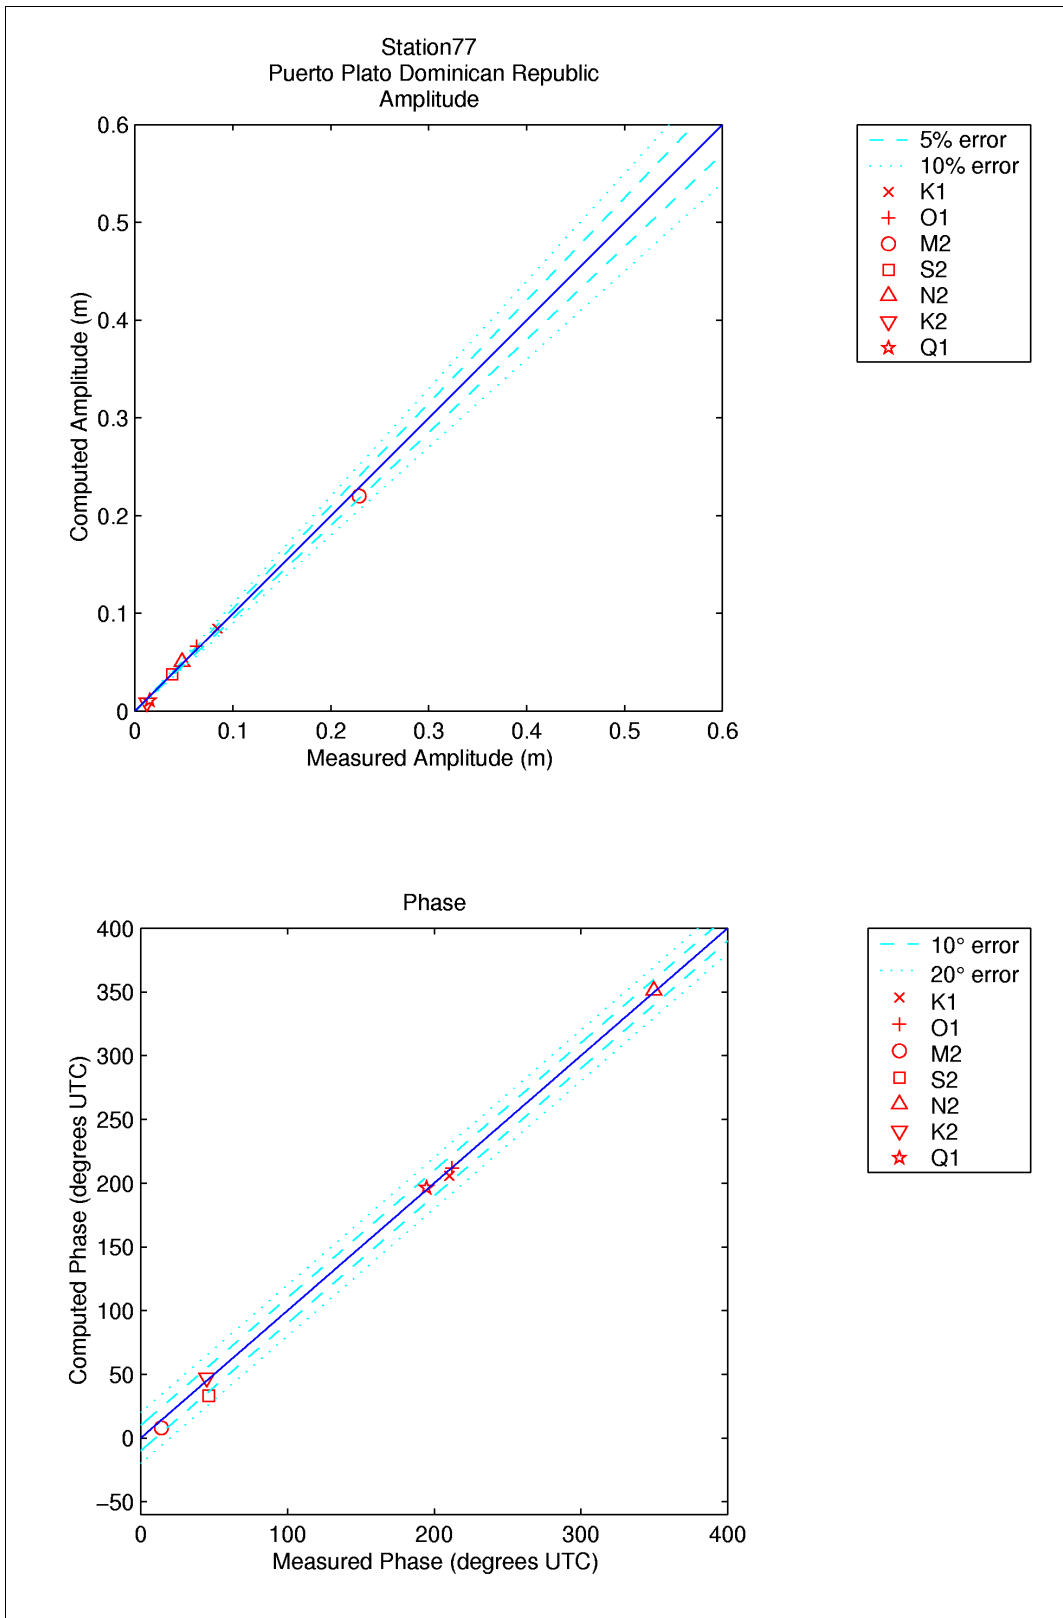 Station77
Puerto Plato Dominican Republic
Amplitude
0.6
0.5
0.4
0.3
0.2
0.1
0
Computed Amplitude (m)
0 0.1 0.2 0.3 0.4 0.5 0.6
Measured Amplitude (m)
5% error
10% error
K1
O1
M2
S2
N2
K2
Q1
Phase
400
350
300
250
200
150
100
50
0
−50
Computed Phase (degrees UTC)
0 100 200 300 400
Measured Phase (degrees UTC)
10° error
20° error
K1
O1
M2
S2
N2
K2
Q1